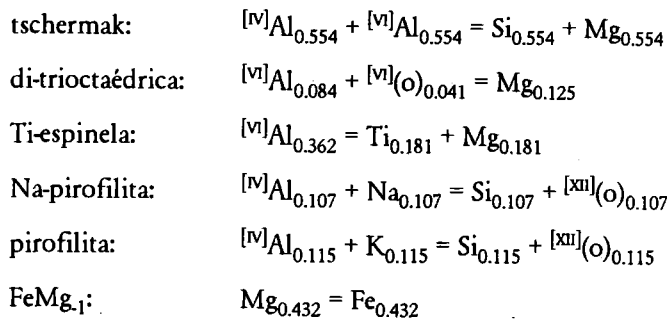 tschermak: [IV]Al0.554 + [VI]Al0.554 = Si0.554 + Mg0.554
di-trioctaédrica: [VI]Al0.084 + [VI](o)0.041 = Mg0.125
Ti-espinela: [VI]Al0.362 = Ti0.181 + Mg0.181
Na-pirofilita: [IV]Al0.107 + Na0.107 = Si0.107 + [XII](o)0.107
pirofilita: [IV]Al0.115 + K0.115 = Si0.115 + [XII](o)0.115
FeMg-1: Mg0.432 = Fe0.432